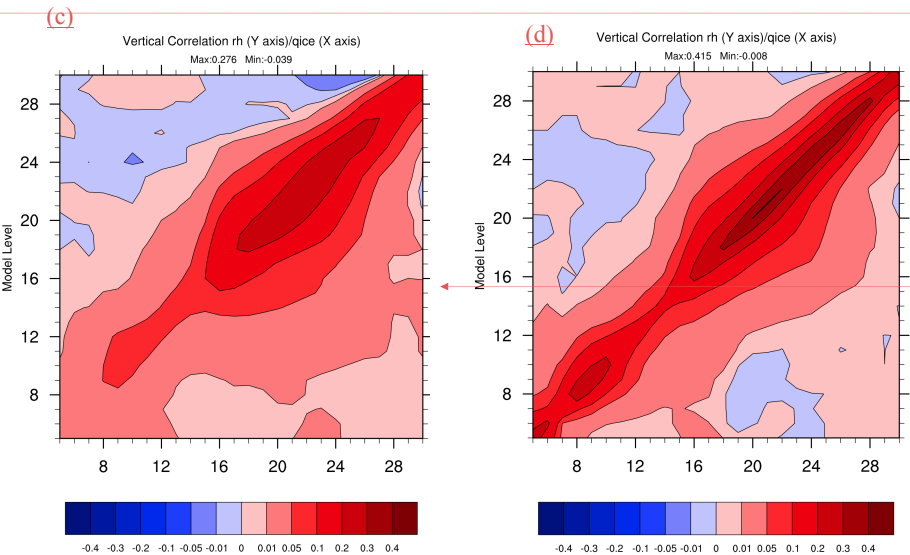 (c)
Vertical Correlation rh (Y axis)/qice (X axis)
Max:0.276 Min:-0.039
28
24
20
16
12
8
Model Level
8 12 16 20 24 28
-0.4 -0.3 -0.2 -0.1 -0.05 -0.01 0 0.01 0.05 0.1 0.2 0.3 0.4
(d)
Vertical Correlation rh (Y axis)/qice (X axis)
Max:0.415 Min:-0.008
28
24
20
16
12
8
Model Level
8 12 16 20 24 28
-0.4 -0.3 -0.2 -0.1 -0.05 -0.01 0 0.01 0.05 0.1 0.2 0.3 0.4